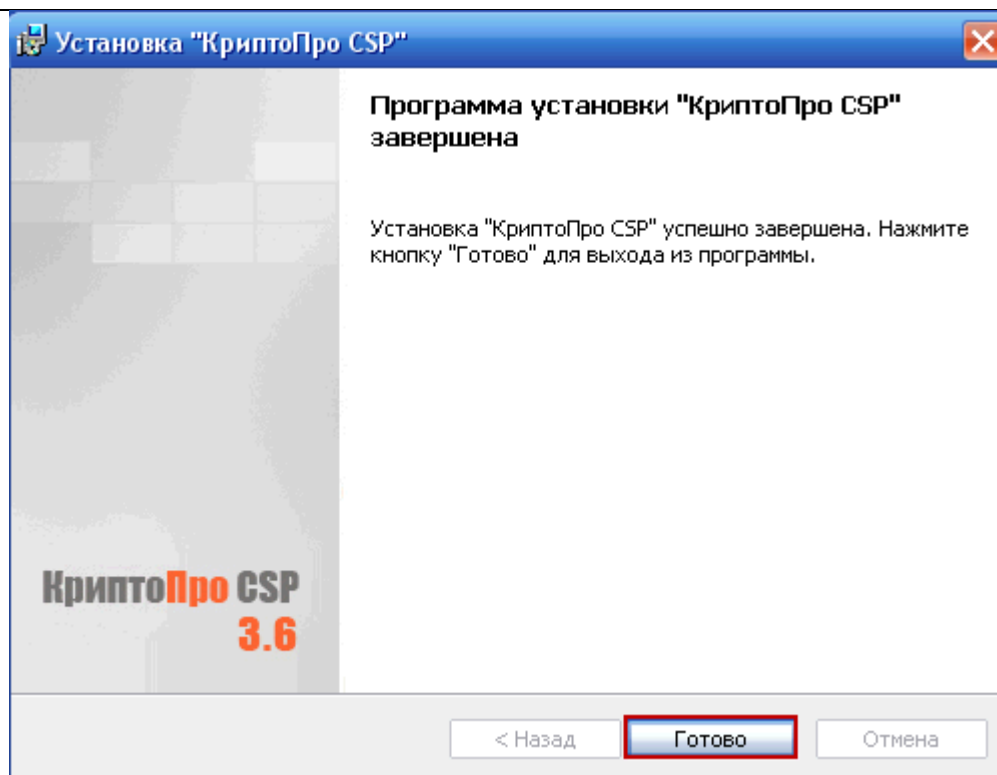 Установка "КриптоПро CSP"
Программа установки "КриптоПро CSP"
завершена
Установка "КриптоПро CSP" успешно завершена. Нажмите
кнопку "Готово" для выхода из программы.
КриптоПро CSP
3.6
< Назад
Готово
Отмена